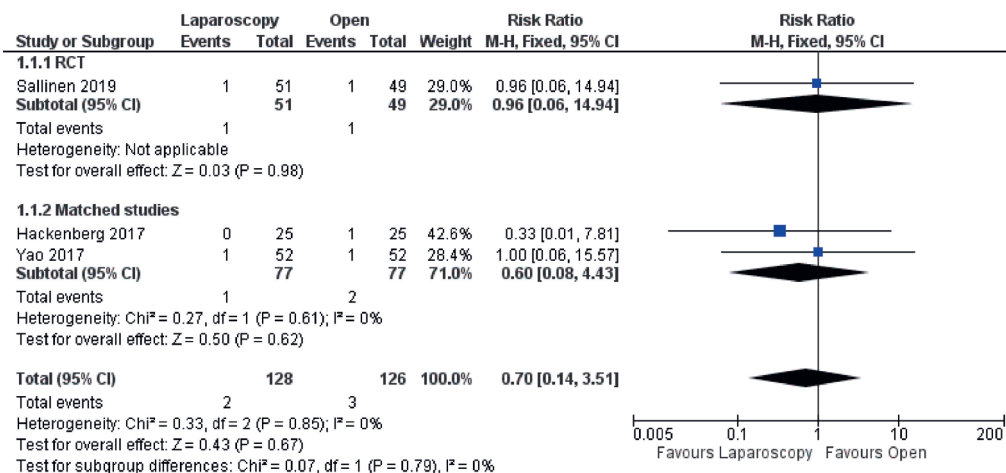 Laparoscopy Open Risk Ratio Risk Ratio
Study or Subgroup Events Total Events Total Weight M-H, Fixed, 95% CI M-H, Fixed, 95% CI
1.1.1 RCT
Sallinen 2019 1 51 1 49 29.0% 0.96 [0.06, 14.94]
Subtotal (95% CI) 51 49 29.0% 0.96 [0.06, 14.94]
Total events 1 1
Heterogeneity: Not applicable
Test for overall effect: Z = 0.03 (P = 0.98)
1.1.2 Matched studies
Hackenberg 2017 0 25 1 25 42.6% 0.33 [0.01, 7.81]
Yao 2017 1 52 1 52 28.4% 1.00 [0.06, 15.57]
Subtotal (95% CI) 77 77 71.0% 0.60 [0.08, 4.43]
Total events 1 2
Heterogeneity: Chi² = 0.27, df = 1 (P = 0.61); I² = 0%
Test for overall effect: Z = 0.50 (P = 0.62)
Total (95% CI) 128 126 100.0% 0.70 [0.14, 3.51]
Total events 2 3
Heterogeneity: Chi² = 0.33, df = 2 (P = 0.85); I² = 0%
Test for overall effect: Z = 0.43 (P = 0.67)
Test for subgroup differences: Chi² = 0.07, df = 1 (P = 0.79), I² = 0%
0.005 0.1 1 10 200
Favours Laparoscopy Favours Open